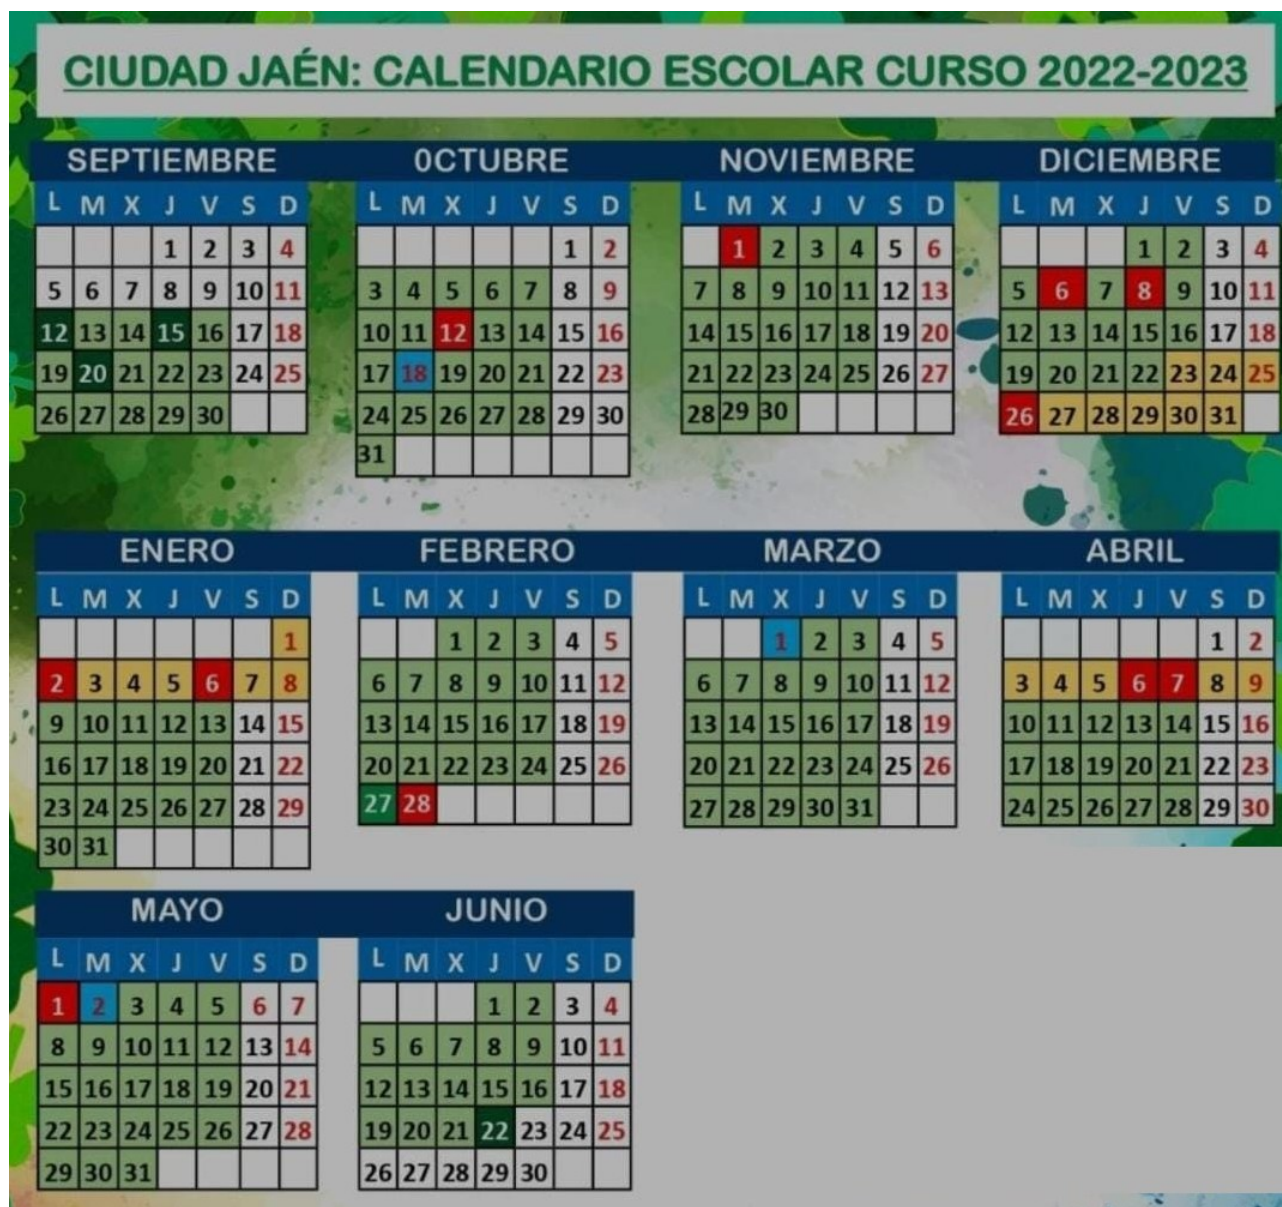 CIUDAD JAÉN: CALENDARIO ESCOLAR CURSO 2022-2023
SEPTIEMBRE
L M X J V S D
1 2 3 4
5 6 7 8 9 10 11
12 13 14 15 16 17 18
19 20 21 22 23 24 25
26 27 28 29 30
0CTUBRE
L M X J V S D
1 2
3 4 5 6 7 8 9
10 11 12 13 14 15 16
17 18 19 20 21 22 23
24 25 26 27 28 29 30
31
NOVIEMBRE
L M X J V S D
1 2 3 4 5 6
7 8 9 10 11 12 13
14 15 16 17 18 19 20
21 22 23 24 25 26 27
28 29 30
DICIEMBRE
L M X J V S D
1 2 3 4
5 6 7 8 9 10 11
12 13 14 15 16 17 18
19 20 21 22 23 24 25
26 27 28 29 30 31
ENERO
L M X J V S D
1
2 3 4 5 6 7 8
9 10 11 12 13 14 15
16 17 18 19 20 21 22
23 24 25 26 27 28 29
30 31
FEBRERO
L M X J V S D
1 2 3 4 5
6 7 8 9 10 11 12
13 14 15 16 17 18 19
20 21 22 23 24 25 26
27 28
MARZO
L M X J V S D
1 2 3 4 5
6 7 8 9 10 11 12
13 14 15 16 17 18 19
20 21 22 23 24 25 26
27 28 29 30 31
ABRIL
L M X J V S D
1 2
3 4 5 6 7 8 9
10 11 12 13 14 15 16
17 18 19 20 21 22 23
24 25 26 27 28 29 30
MAYO
L M X J V S D
1 2 3 4 5 6 7
8 9 10 11 12 13 14
15 16 17 18 19 20 21
22 23 24 25 26 27 28
29 30 31
JUNIO
L M X J V S D
1 2 3 4
5 6 7 8 9 10 11
12 13 14 15 16 17 18
19 20 21 22 23 24 25
26 27 28 29 30